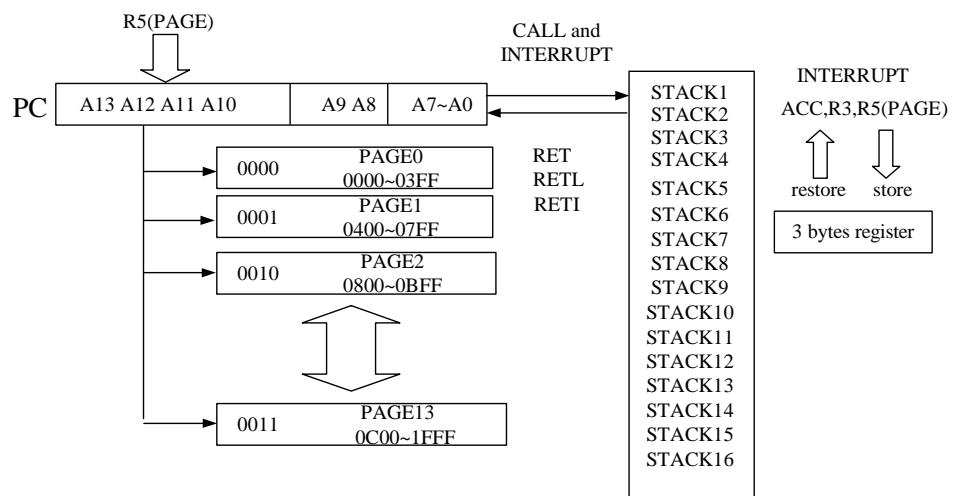 R5(PAGE)
PC
A13 A12 A11 A10
A9 A8
A7~A0
0000
PAGE0
0000~03FF
0001
PAGE1
0400~07FF
0010
PAGE2
0800~0BFF
0011
PAGE13
0C00~1FFF
CALL and
INTERRUPT
RET
RETL
RETI
STACK1
STACK2
STACK3
STACK4
STACK5
STACK6
STACK7
STACK8
STACK9
STACK10
STACK11
STACK12
STACK13
STACK14
STACK15
STACK16
INTERRUPT
ACC,R3,R5(PAGE)
restore
store
3 bytes register